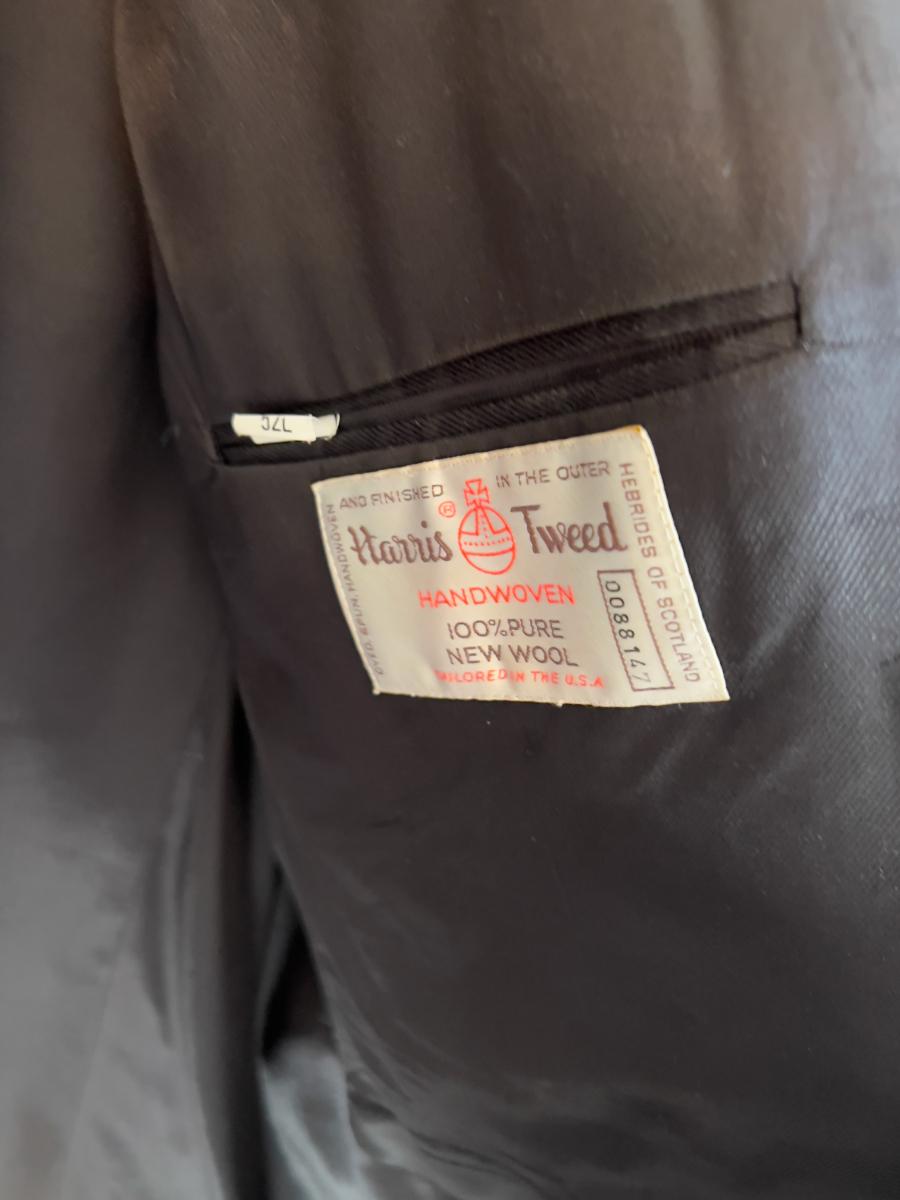 DYED, SPUN, HANDWOVEN
AND FINISHED IN THE OUTER
HEBRIDES OF SCOTLAND
Harris® Tweed
HANDWOVEN
100% PURE
NEW WOOL
TAILORED IN THE U.S.A
0088147